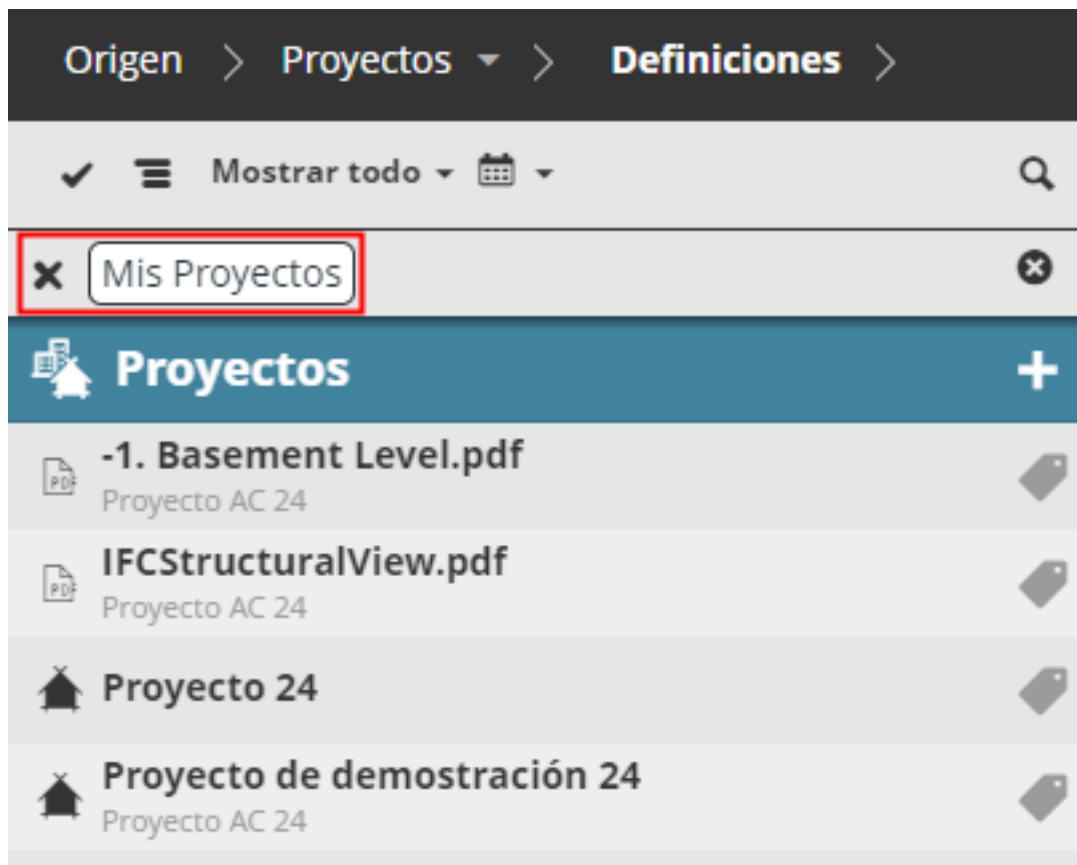 Origen > Proyectos > Definiciones >
Mostrar todo
Mis Proyectos
Proyectos
-1. Basement Level.pdf
Proyecto AC 24
IFCStructuralView.pdf
Proyecto AC 24
Proyecto 24
Proyecto de demostración 24
Proyecto AC 24